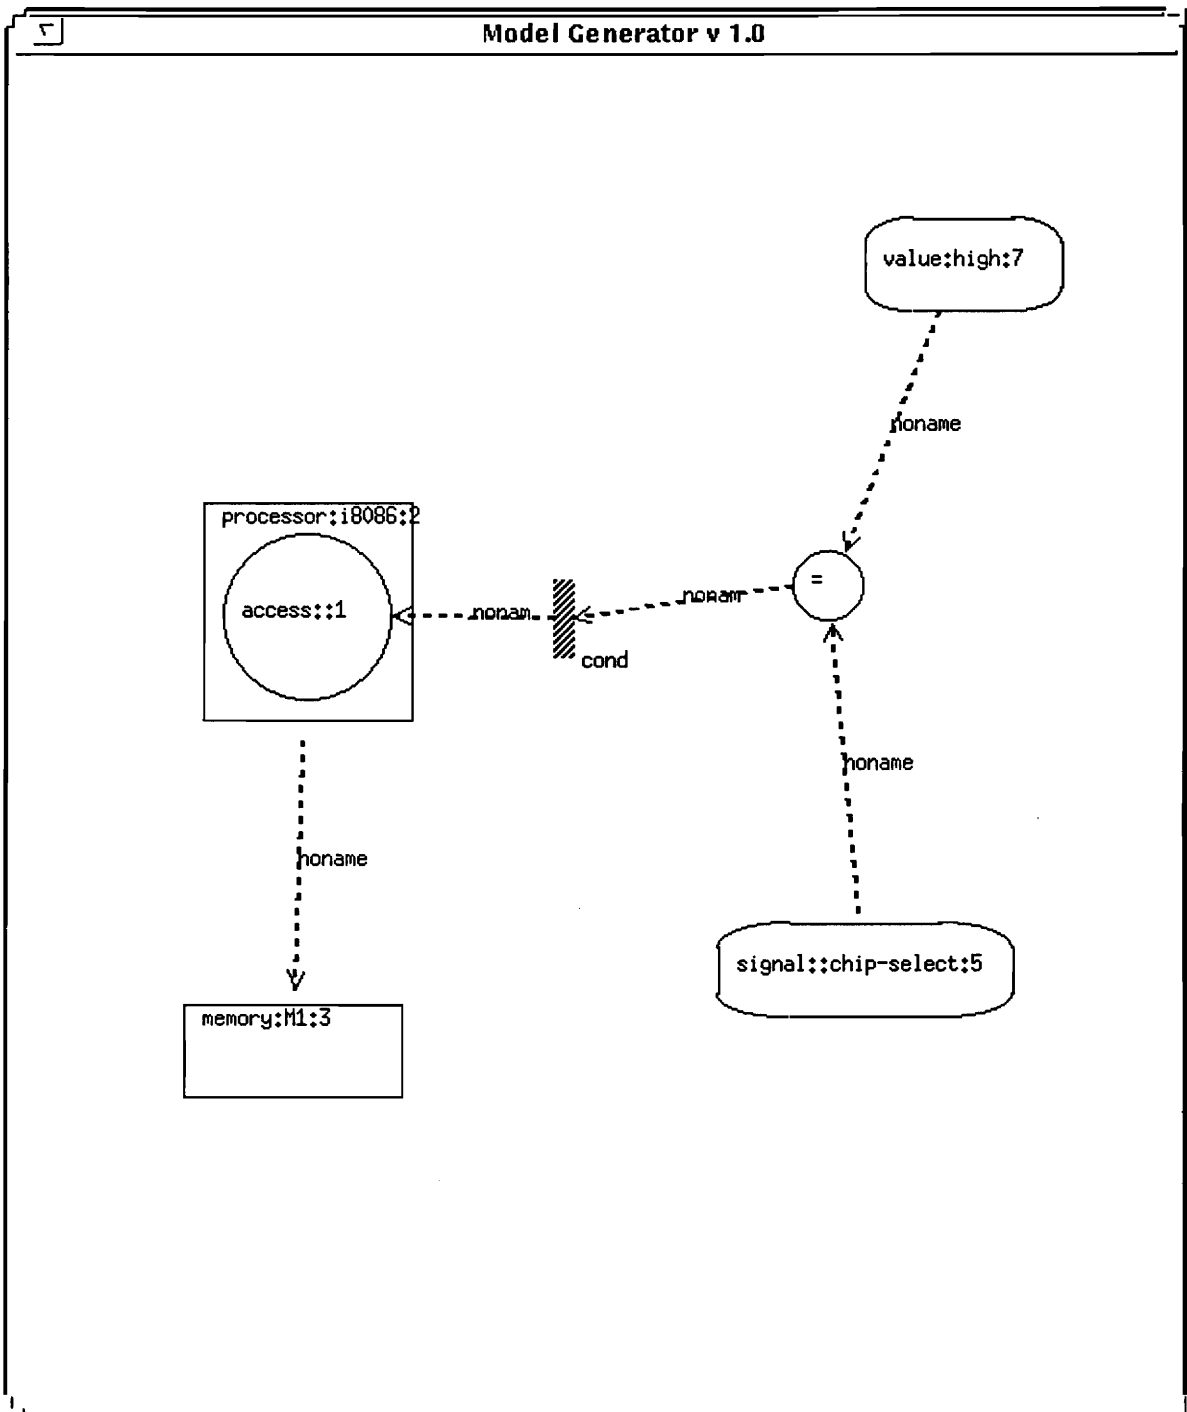 Model Generator v 1.0
value:high:7
noname
processor:i8086:2
=
access::1
nonam
nonam
cond
noname
noname
signal::chip-select:5
memory:M1:3